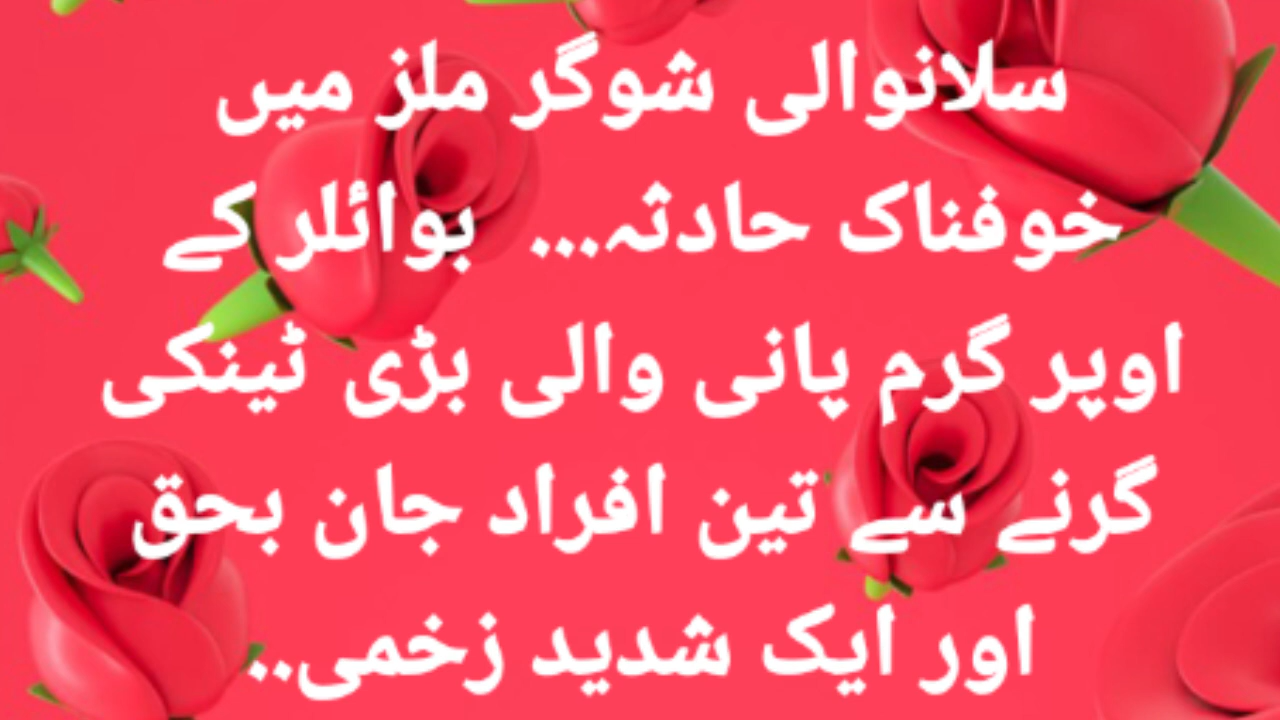 سلانوالی شوگر ملز میں
خوفناک حادثہ... بوائلر کے
اوپر گرم پانی والی بڑی ٹینکی
گرنے سے تین افراد جان بحق
اور ایک شدید زخمی..